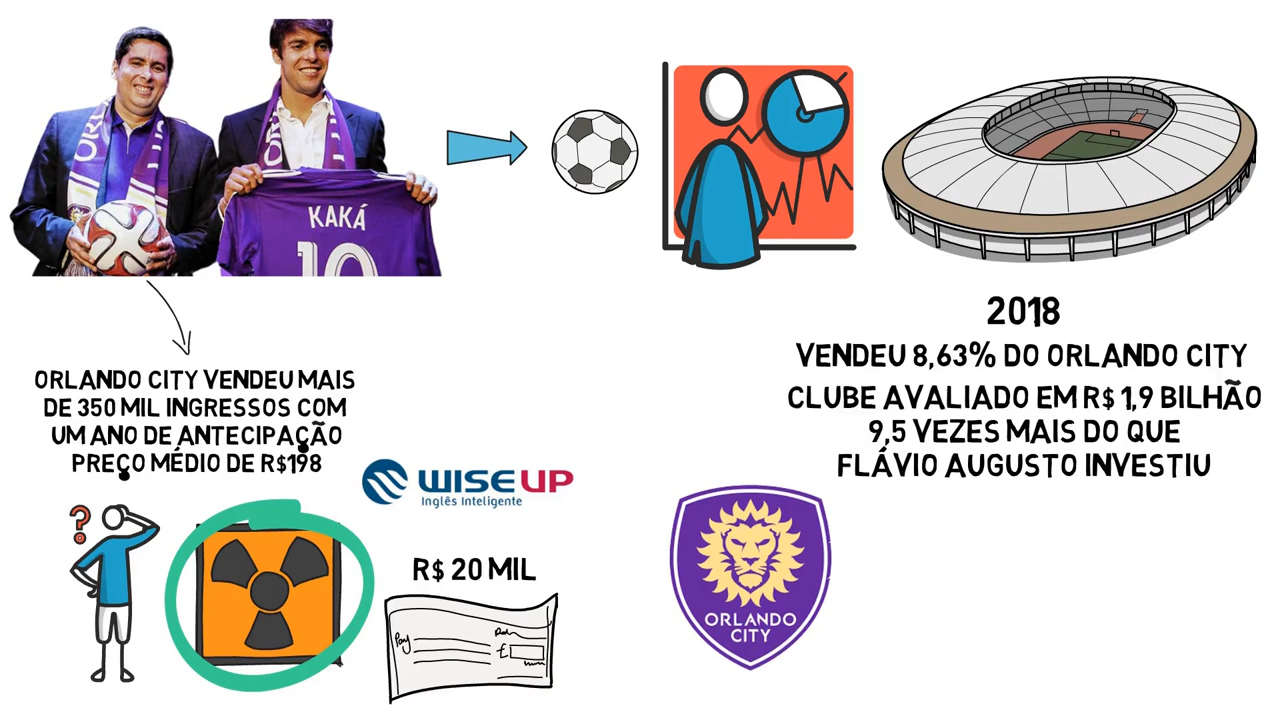 KAKÁ
10
ORLANDO CITY VENDEU MAIS
DE 350 MIL INGRESSOS COM
UM ANO DE ANTECIPAÇÃO
PREÇO MÉDIO DE R$198
?
WISE UP
Inglês Inteligente
R$ 20 MIL
Pay
£
2018
VENDEU 8,63% DO ORLANDO CITY
CLUBE AVALIADO EM R$ 1,9 BILHÃO
9,5 VEZES MAIS DO QUE
FLÁVIO AUGUSTO INVESTIU
ORLANDO
CITY